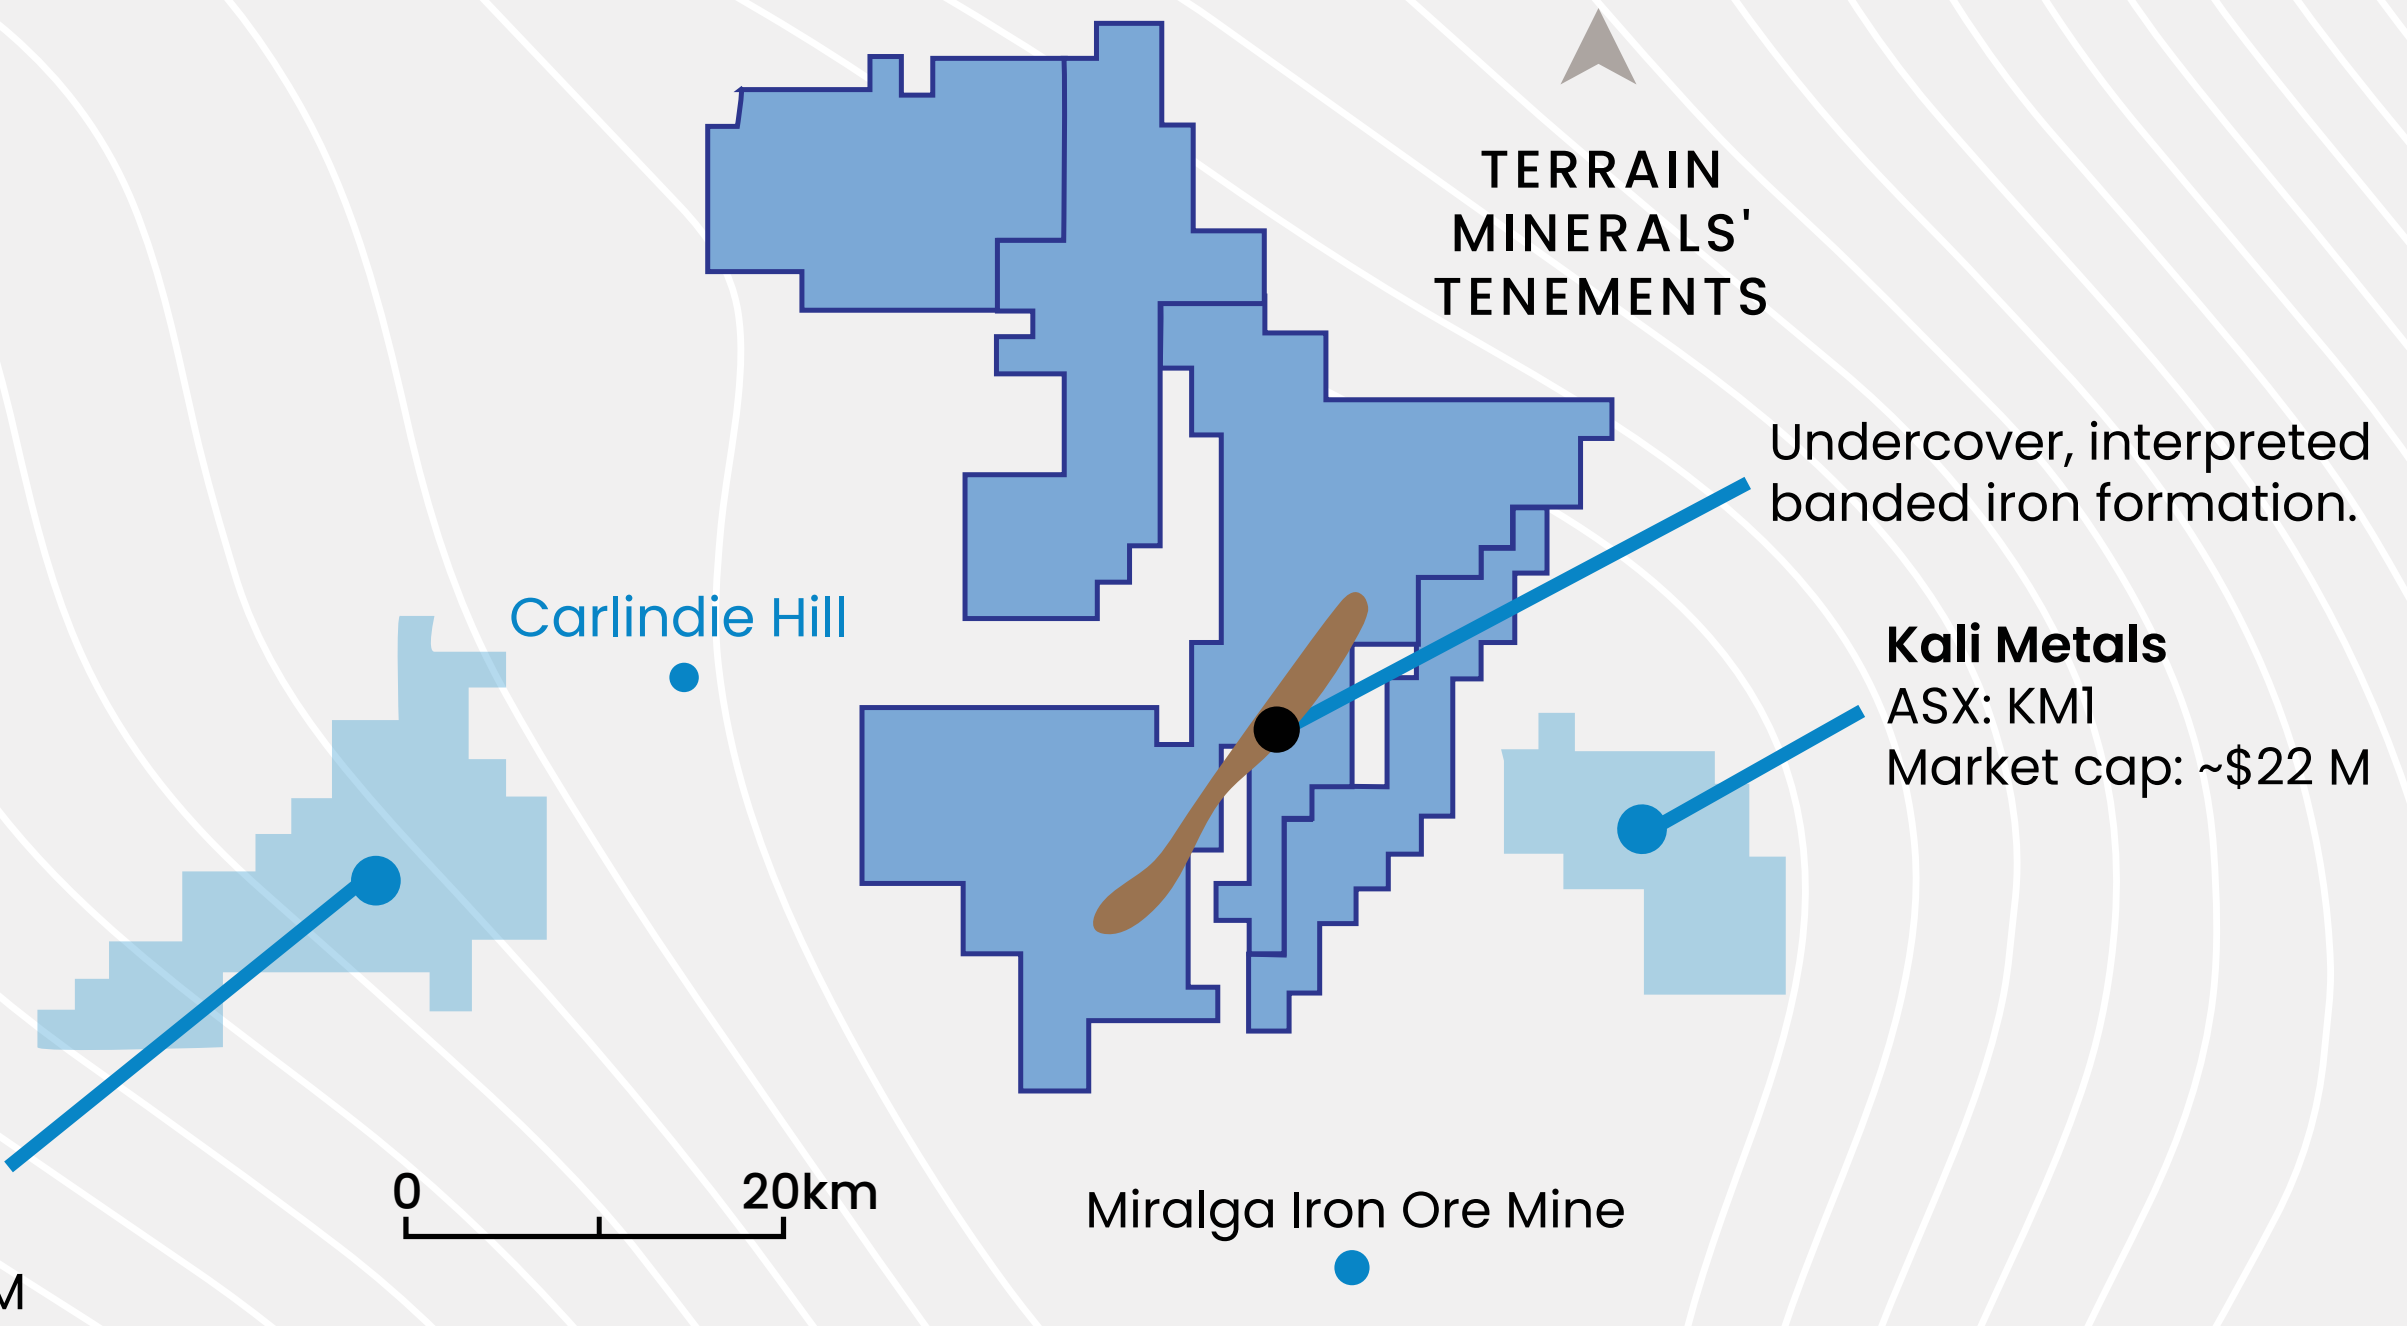 TERRAIN
MINERALS'
TENEMENTS
Undercover, interpreted
banded iron formation.
Carlindie Hill
Kali Metals
ASX: KM1
Market cap: ~$22 M
0 20km
Miralga Iron Ore Mine
M